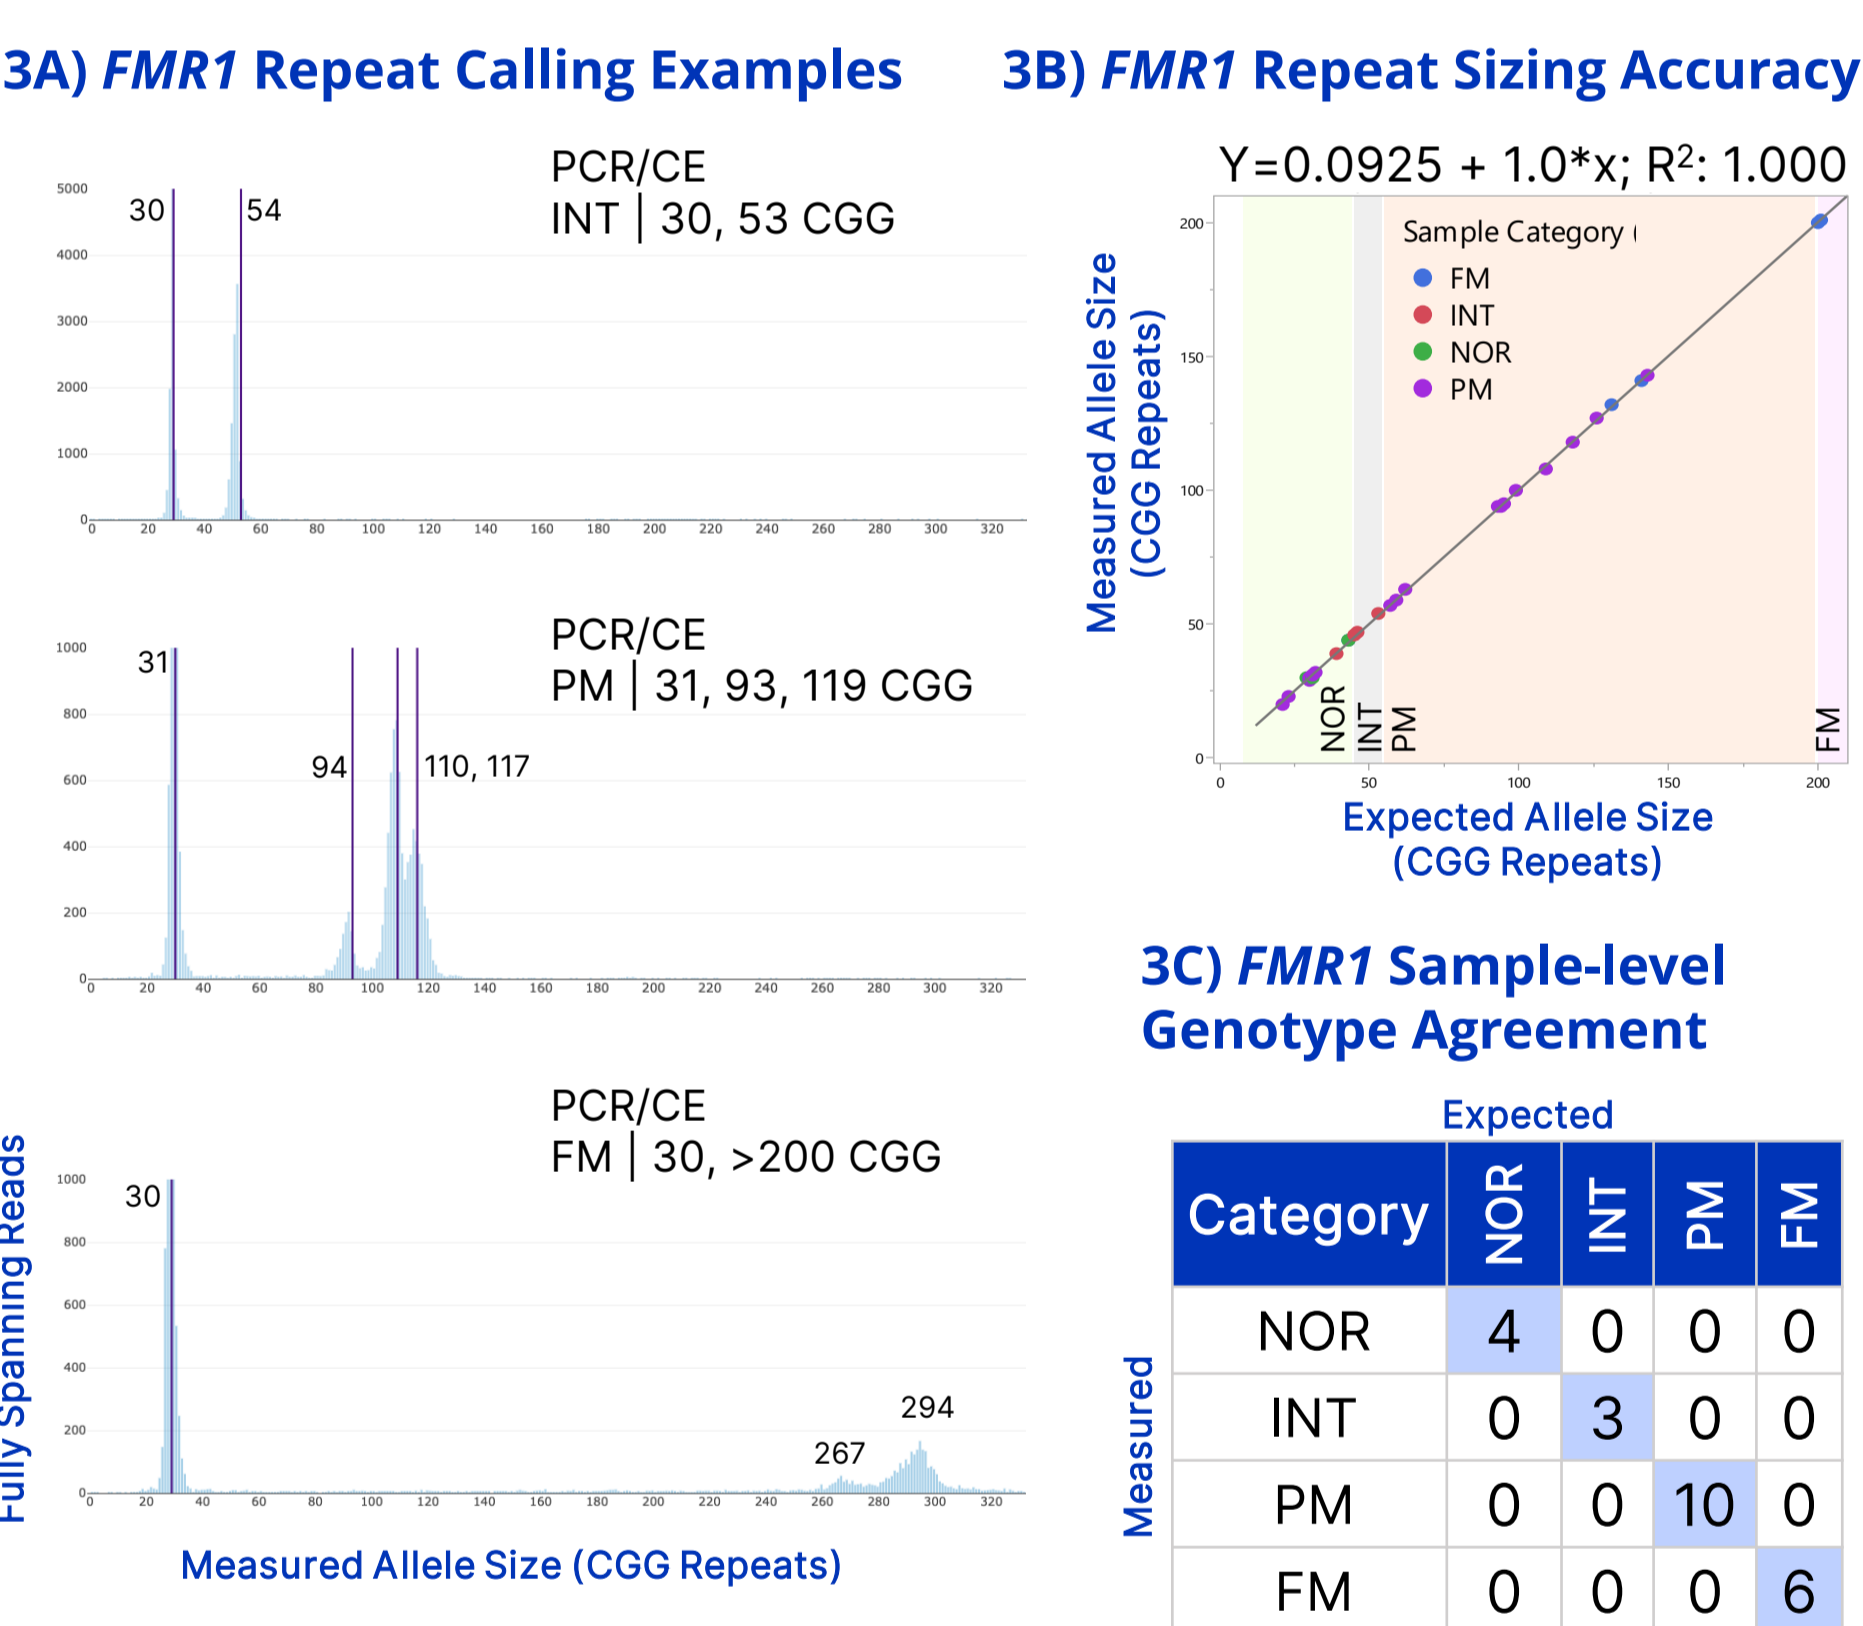 3A) FMR1 Repeat Calling Examples
PCR/CE
INT | 30, 53 CGG
30
54
5000
4000
3000
2000
1000
0
0 20 40 60 80 100 120 140 160 180 200 220 240 260 280 300 320
PCR/CE
PM | 31, 93, 119 CGG
31
94
110, 117
1000
800
600
400
200
0
0 20 40 60 80 100 120 140 160 180 200 220 240 260 280 300 320
PCR/CE
FM | 30, >200 CGG
30
267
294
1000
800
600
400
200
0
0 20 40 60 80 100 120 140 160 180 200 220 240 260 280 300 320
Fully Spanning Reads
Measured Allele Size (CGG Repeats)
3B) FMR1 Repeat Sizing Accuracy
Y=0.0925 + 1.0*x; R²: 1.000
Sample Category (
FM
INT
NOR
PM
200
150
100
50
0
NOR
INT
PM
FM
0 50 100 150 200
Measured Allele Size
(CGG Repeats)
Expected Allele Size
(CGG Repeats)
3C) FMR1 Sample-level
Genotype Agreement
Expected
Measured
Category NOR INT PM FM
NOR 4 0 0 0
INT 0 3 0 0
PM 0 0 10 0
FM 0 0 0 6